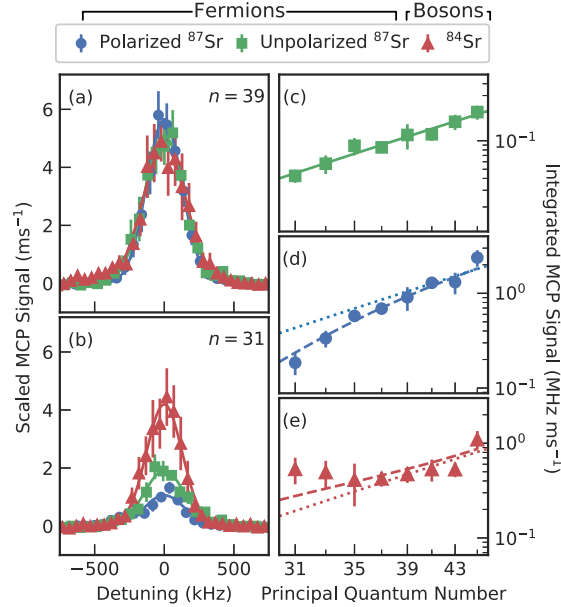 Fermions Bosons
Polarized ⁸⁷Sr Unpolarized ⁸⁷Sr ⁸⁴Sr
(a) n = 39
6
4
2
0
(b) n = 31
6
4
2
0
−500 0 500
Detuning (kHz)
Scaled MCP Signal (ms⁻¹)
(c)
10⁻¹
(d)
10⁰
10⁻¹
(e)
10⁰
10⁻¹
31 35 39 43
Principal Quantum Number
Integrated MCP Signal (MHz ms⁻¹)